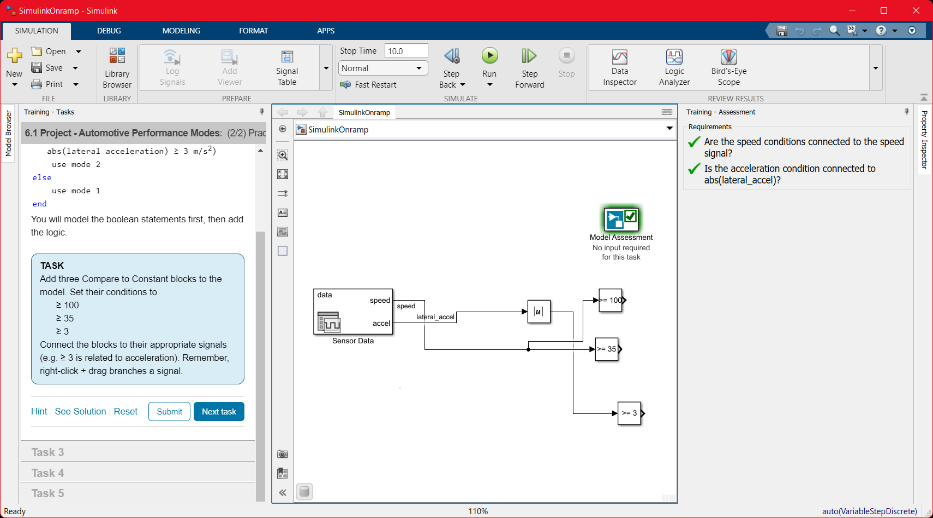 SimulinkOnramp - Simulink
SIMULATION
DEBUG
MODELING
FORMAT
APPS
New
Open
Save
Print
FILE
Library
Browser
LIBRARY
Log
Signals
Add
Viewer
Signal
Table
PREPARE
Stop Time 10.0
Normal
Fast Restart
Step
Back
Run
Step
Forward
Stop
SIMULATE
Data
Inspector
Logic
Analyzer
Bird's-Eye
Scope
REVIEW RESULTS
Model Browser
Training - Tasks
6.1 Project - Automotive Performance Modes: (2/2) Prac
abs(lateral acceleration) ≥ 3 m/s²)
use mode 2
else
use mode 1
end
You will model the boolean statements first, then add
the logic.
TASK
Add three Compare to Constant blocks to the
model. Set their conditions to
≥ 100
≥ 35
≥ 3
Connect the blocks to their appropriate signals
(e.g. ≥ 3 is related to acceleration). Remember,
right-click + drag branches a signal.
Hint See Solution Reset Submit Next task
Task 3
Task 4
Task 5
SimulinkOnramp
SimulinkOnramp
Model Assessment
No input required
for this task
data
speed
accel
Sensor Data
speed
lateral_accel
|u|
>= 100
>= 35
>= 3
Training - Assessment
Requirements
Are the speed conditions connected to the speed
signal?
Is the acceleration condition connected to
abs(lateral_accel)?
Property Inspector
Ready
110%
auto(VariableStepDiscrete)